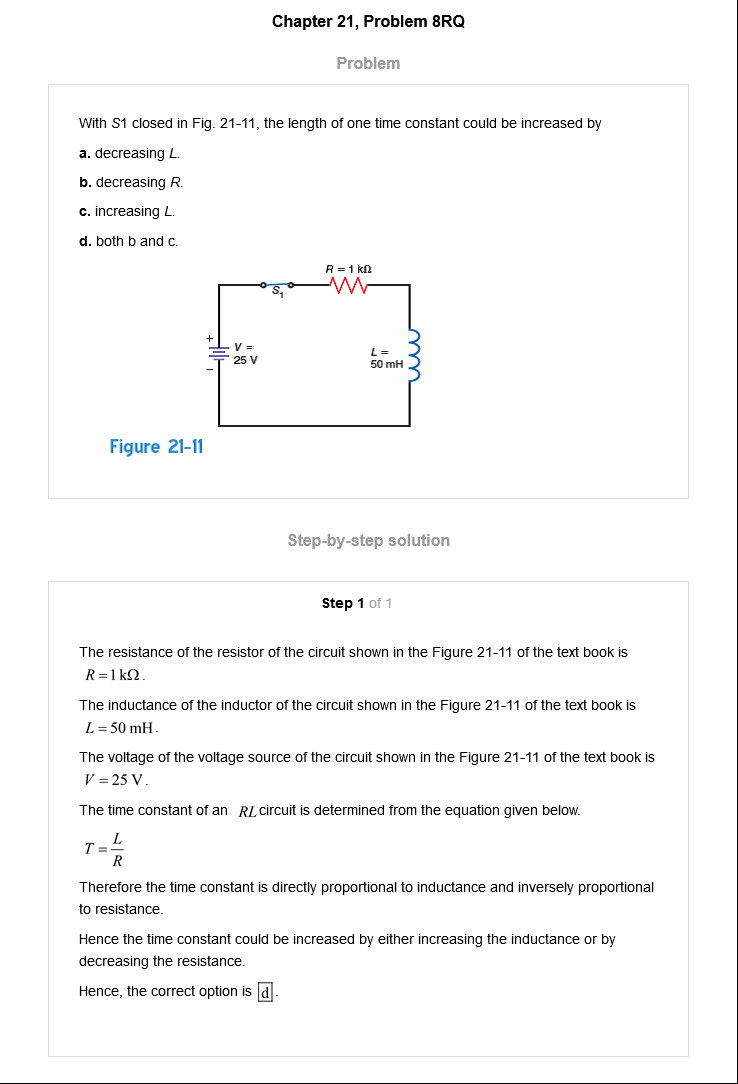 Chapter 21, Problem 8RQ
Problem
With S1 closed in Fig. 21-11, the length of one time constant could be increased by
a. decreasing L.
b. decreasing R.
c. increasing L.
d. both b and c.
R = 1 kΩ
S1
+
V =
25 V
−
L =
50 mH
Figure 21-11
Step-by-step solution
Step 1 of 1
The resistance of the resistor of the circuit shown in the Figure 21-11 of the text book is
R = 1 kΩ.
The inductance of the inductor of the circuit shown in the Figure 21-11 of the text book is
L = 50 mH.
The voltage of the voltage source of the circuit shown in the Figure 21-11 of the text book is
V = 25 V.
The time constant of an RL circuit is determined from the equation given below.
T = L/R
Therefore the time constant is directly proportional to inductance and inversely proportional
to resistance.
Hence the time constant could be increased by either increasing the inductance or by
decreasing the resistance.
Hence, the correct option is d.